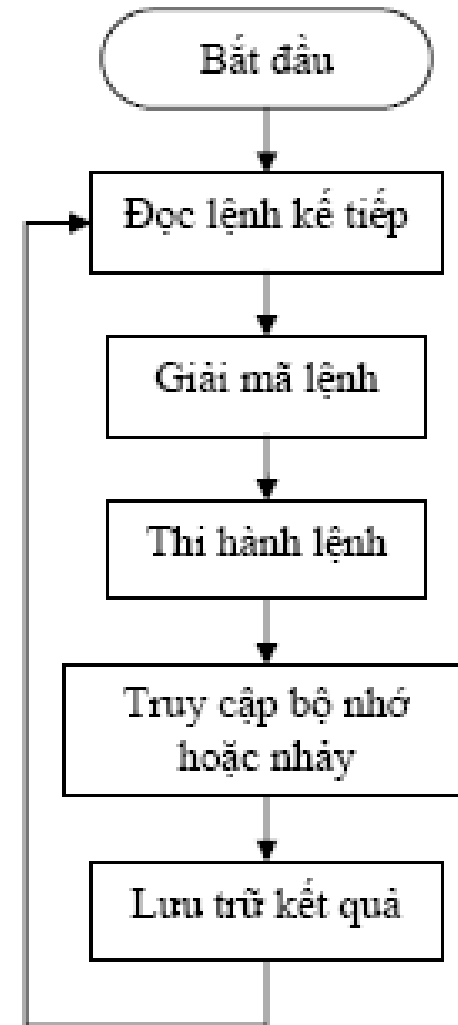 Bắt đầu
Đọc lệnh kế tiếp
Giải mã lệnh
Thi hành lệnh
Truy cập bộ nhớ
hoặc nhảy
Lưu trữ kết quả